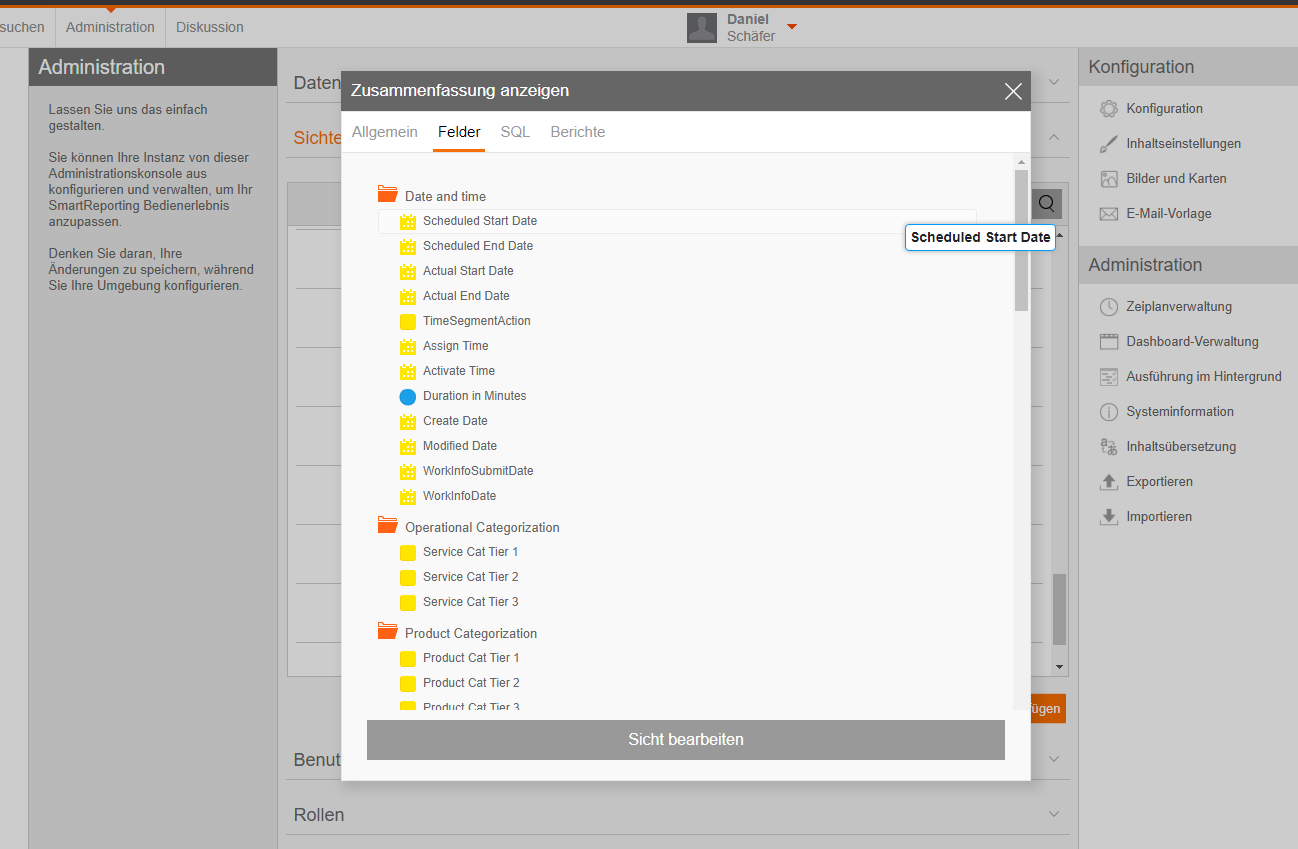 suchen
Administration
Diskussion
Daniel
Schäfer
Administration
Lassen Sie uns das einfach
gestalten.
Sie können Ihre Instanz von dieser
Administrationskonsole aus
konfigurieren und verwalten, um Ihr
SmartReporting Bedienerlebnis
anzupassen.
Denken Sie daran, Ihre
Änderungen zu speichern, während
Sie Ihre Umgebung konfigurieren.
Daten
Sichte
Zusammenfassung anzeigen
Allgemein
Felder
SQL
Berichte
Date and time
Scheduled Start Date
Scheduled Start Date
Scheduled End Date
Actual Start Date
Actual End Date
TimeSegmentAction
Assign Time
Activate Time
Duration in Minutes
Create Date
Modified Date
WorkInfoSubmitDate
WorkInfoDate
Operational Categorization
Service Cat Tier 1
Service Cat Tier 2
Service Cat Tier 3
Product Categorization
Product Cat Tier 1
Product Cat Tier 2
Product Cat Tier 3
Sicht bearbeiten
ügen
Benut
Rollen
Konfiguration
Konfiguration
Inhaltseinstellungen
Bilder und Karten
E-Mail-Vorlage
Administration
Zeiplanverwaltung
Dashboard-Verwaltung
Ausführung im Hintergrund
Systeminformation
Inhaltsübersetzung
Exportieren
Importieren